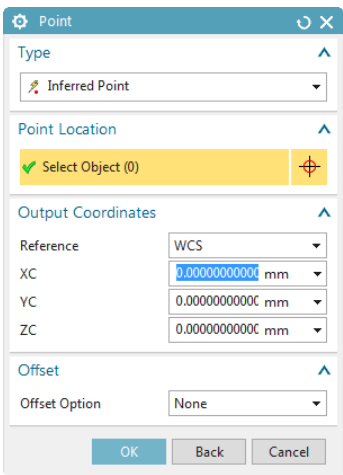 Point
Type
Inferred Point
Point Location
Select Object (0)
Output Coordinates
Reference WCS
XC 0.00000000000 mm
YC 0.00000000000 mm
ZC 0.00000000000 mm
Offset
Offset Option None
OK Back Cancel